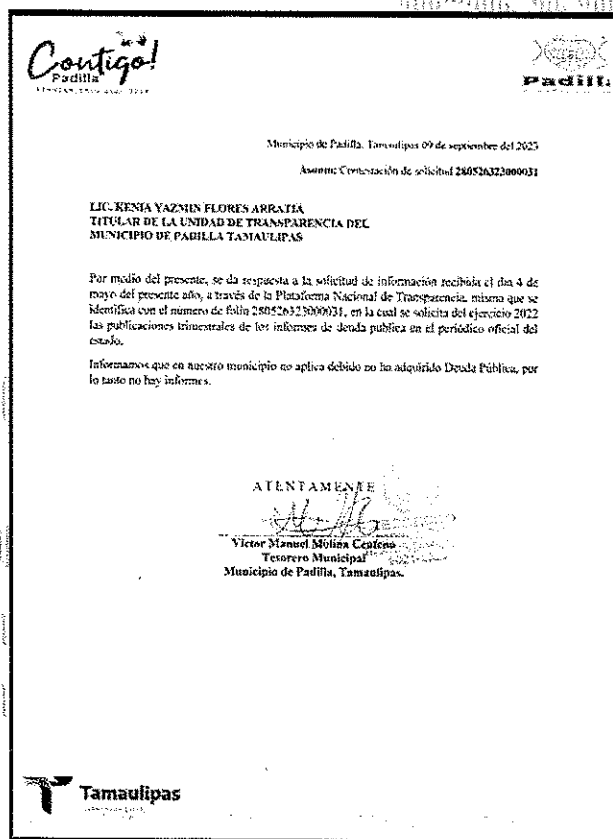 Contigo!
Padilla
Padilla
Municipio de Padilla, Tamaulipas 09 de septiembre del 2023
Asunto: Contestación de solicitud 280526323000031
LIC. KENIA YAZMIN FLORES ARRATIA
TITULAR DE LA UNIDAD DE TRANSPARENCIA DEL
MUNICIPIO DE PADILLA TAMAULIPAS
Por medio del presente, se da respuesta a la solicitud de información recibida el dia 4 de
mayo del presente año, a través de la Plataforma Nacional de Transparencia, misma que se
identifica con el número de folio 280526323000031, en la cual se solicita del ejercicio 2022
las publicaciones trimestrales de los informes de deuda publica en el periódico oficial del
estado.
Informamos que en nuestro municipio no aplica debido no ha adquirido Deuda Pública, por
lo tanto no hay informes.
ATENTAMENTE
Victor Manuel Molina Centeno
Tesorero Municipal
Municipio de Padilla, Tamaulipas.
Tamaulipas